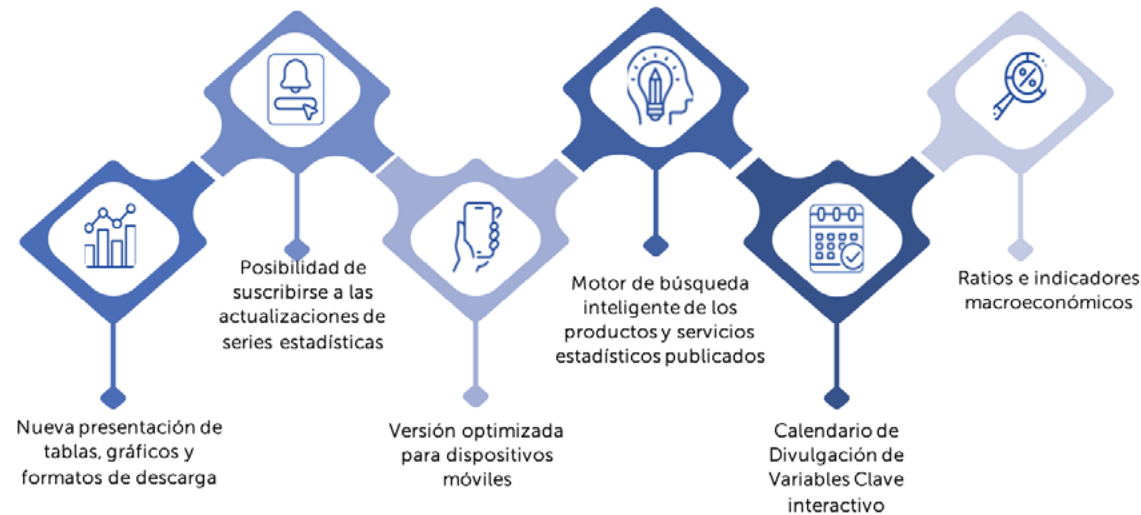 Nueva presentación de
tablas, gráficos y
formatos de descarga
Posibilidad de
suscribirse a las
actualizaciones de
series estadísticas
Versión optimizada
para dispositivos
móviles
Motor de búsqueda
inteligente de los
productos y servicios
estadísticos publicados
Calendario de
Divulgación de
Variables Clave
interactivo
Ratios e indicadores
macroeconómicos
%